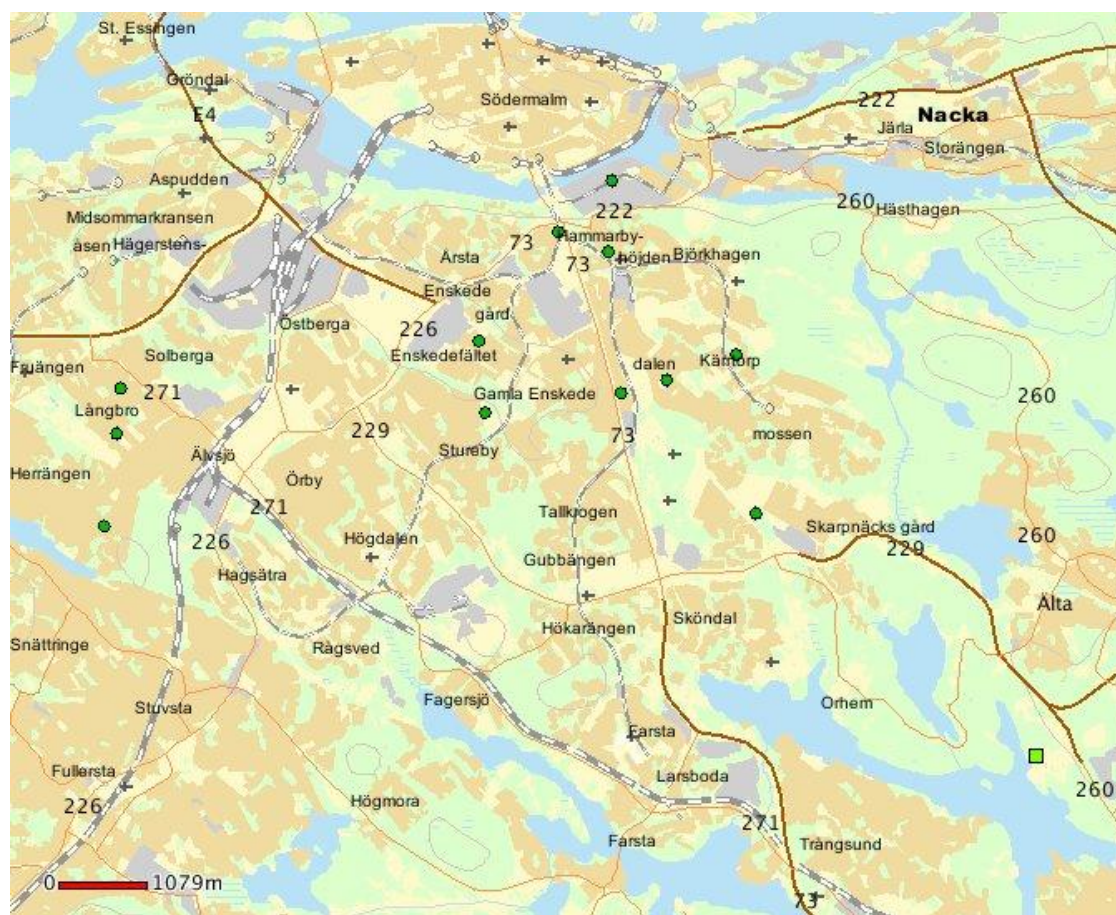 St. Essingen
Gröndal
E4
Södermalm
222
Nacka
Järla
Storängen
Aspudden
260
Hästhagen
Midsommarkransen
222
åsen Hägerstens-
Årsta
73
Hammarby-
höjden
Björkhagen
73
Enskede
gård
Östberga
226
Enskedefältet
Solberga
Fruängen
271
dalen
Kärrtorp
Gamla Enskede
260
Långbro
229
73
mossen
Stureby
Herrängen
Älvsjö
Örby
271
Tallkrogen
Skarpnäcks gård
226
Högdalen
229
260
Gubbängen
Hagsätra
Älta
Sköndal
Hökarängen
Snättringe
Rågsved
Fagersjö
Orhem
Stuvsta
Farsta
Fullersta
Larsboda
226
Högmora
260
271
Farsta
Trångsund
0
1079m
73